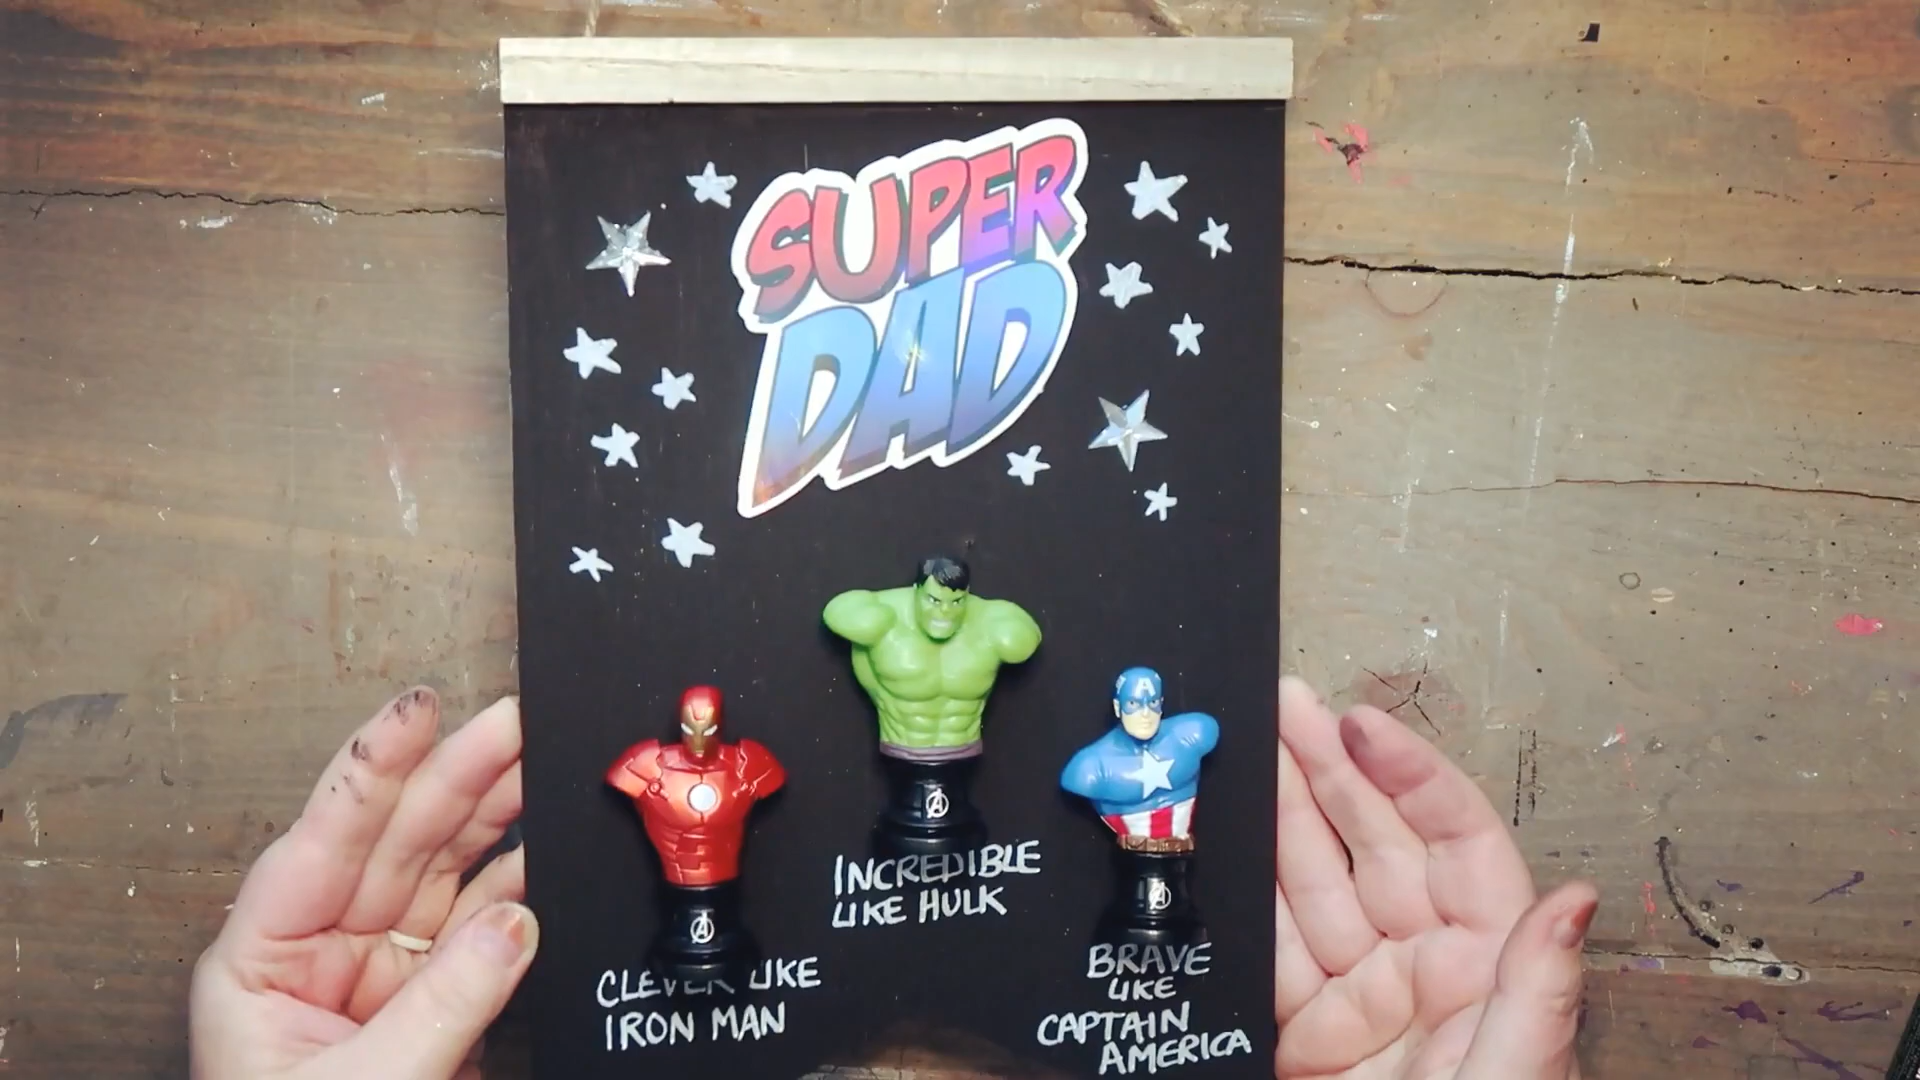 SUPER
DAD
INCREDIBLE
LIKE HULK
CLEVER LIKE
IRON MAN
BRAVE
LIKE
CAPTAIN
AMERICA